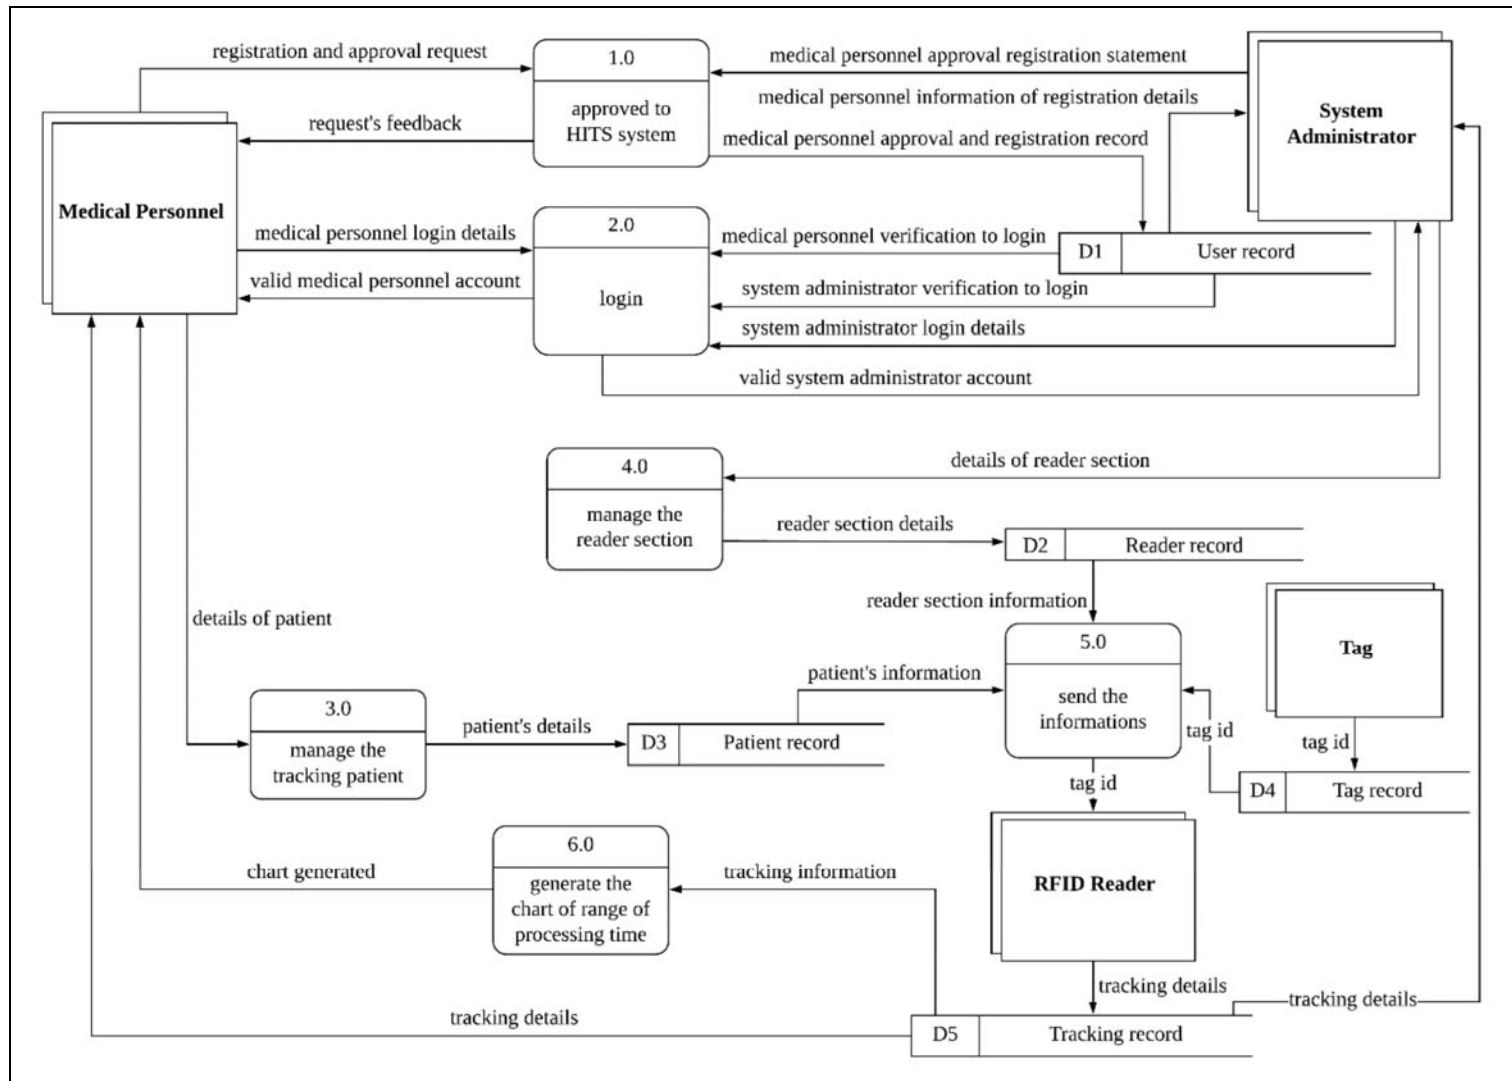 registration and approval request
1.0
approved to
HITS system
medical personnel approval registration statement
medical personnel information of registration details
request's feedback
medical personnel approval and registration record
System
Administrator
Medical Personnel
medical personnel login details
2.0
login
medical personnel verification to login
D1
User record
valid medical personnel account
system administrator verification to login
system administrator login details
valid system administrator account
4.0
manage the
reader section
details of reader section
reader section details
D2
Reader record
reader section information
details of patient
5.0
send the
informations
Tag
patient's information
3.0
manage the
tracking patient
patient's details
D3
Patient record
tag id
tag id
tag id
D4
Tag record
6.0
generate the
chart of range of
processing time
chart generated
tracking information
RFID Reader
tracking details
tracking details
tracking details
D5
Tracking record